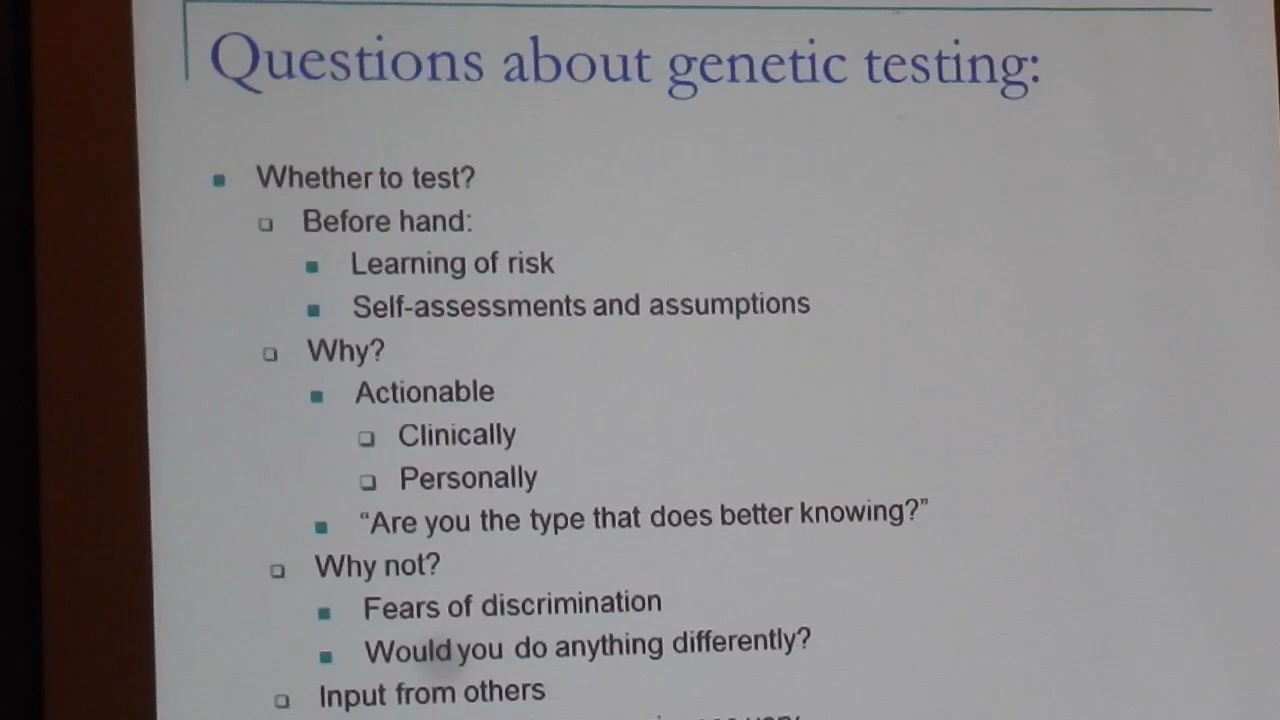 Questions about genetic testing:
Whether to test?
Before hand:
Learning of risk
Self-assessments and assumptions
Why?
Actionable
Clinically
Personally
“Are you the type that does better knowing?”
Why not?
Fears of discrimination
Would you do anything differently?
Input from others